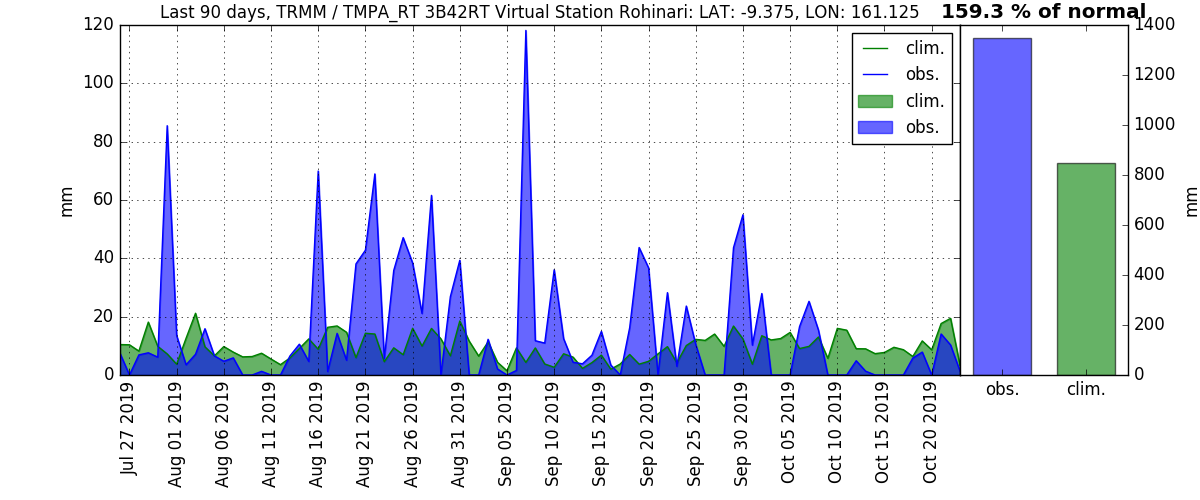 Last 90 days, TRMM / TMPA_RT 3B42RT Virtual Station Rohinari: LAT: -9.375, LON: 161.125
159.3 % of normal
120
100
80
60
40
20
0
mm
clim.
obs.
clim.
obs.
1400
1200
1000
800
600
400
200
0
mm
obs.
clim.
Jul 27 2019
Aug 01 2019
Aug 06 2019
Aug 11 2019
Aug 16 2019
Aug 21 2019
Aug 26 2019
Aug 31 2019
Sep 05 2019
Sep 10 2019
Sep 15 2019
Sep 20 2019
Sep 25 2019
Sep 30 2019
Oct 05 2019
Oct 10 2019
Oct 15 2019
Oct 20 2019